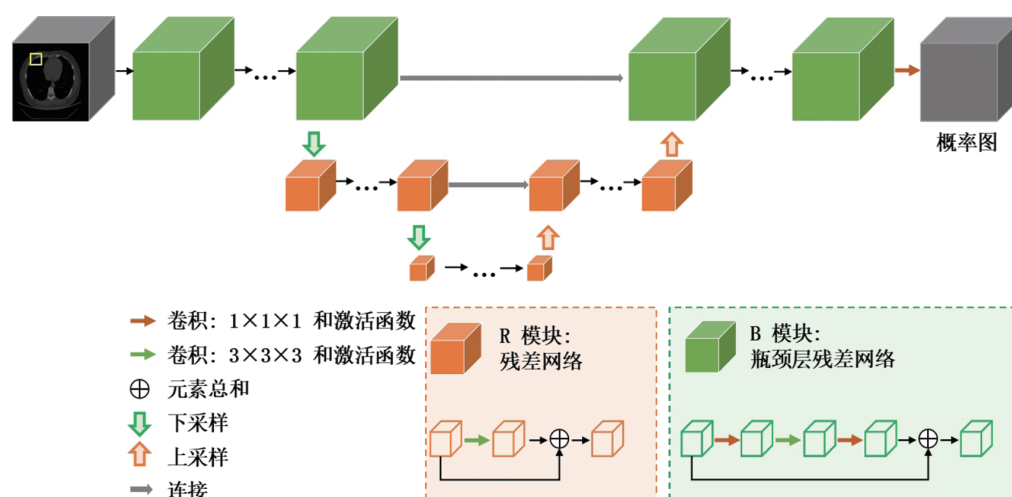 概率图
卷积: 1×1×1 和激活函数
卷积: 3×3×3 和激活函数
元素总和
下采样
上采样
连接
R 模块:
残差网络
B 模块:
瓶颈层残差网络